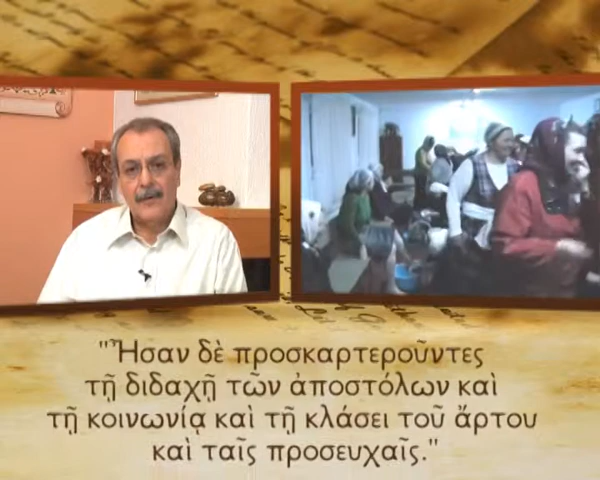 "Ἦσαν δὲ προσκαρτεροῦντες
τῇ διδαχῇ τῶν ἀποστόλων καὶ
τῇ κοινωνίᾳ καὶ τῇ κλάσει τοῦ ἄρτου
καὶ ταῖς προσευχαῖς."